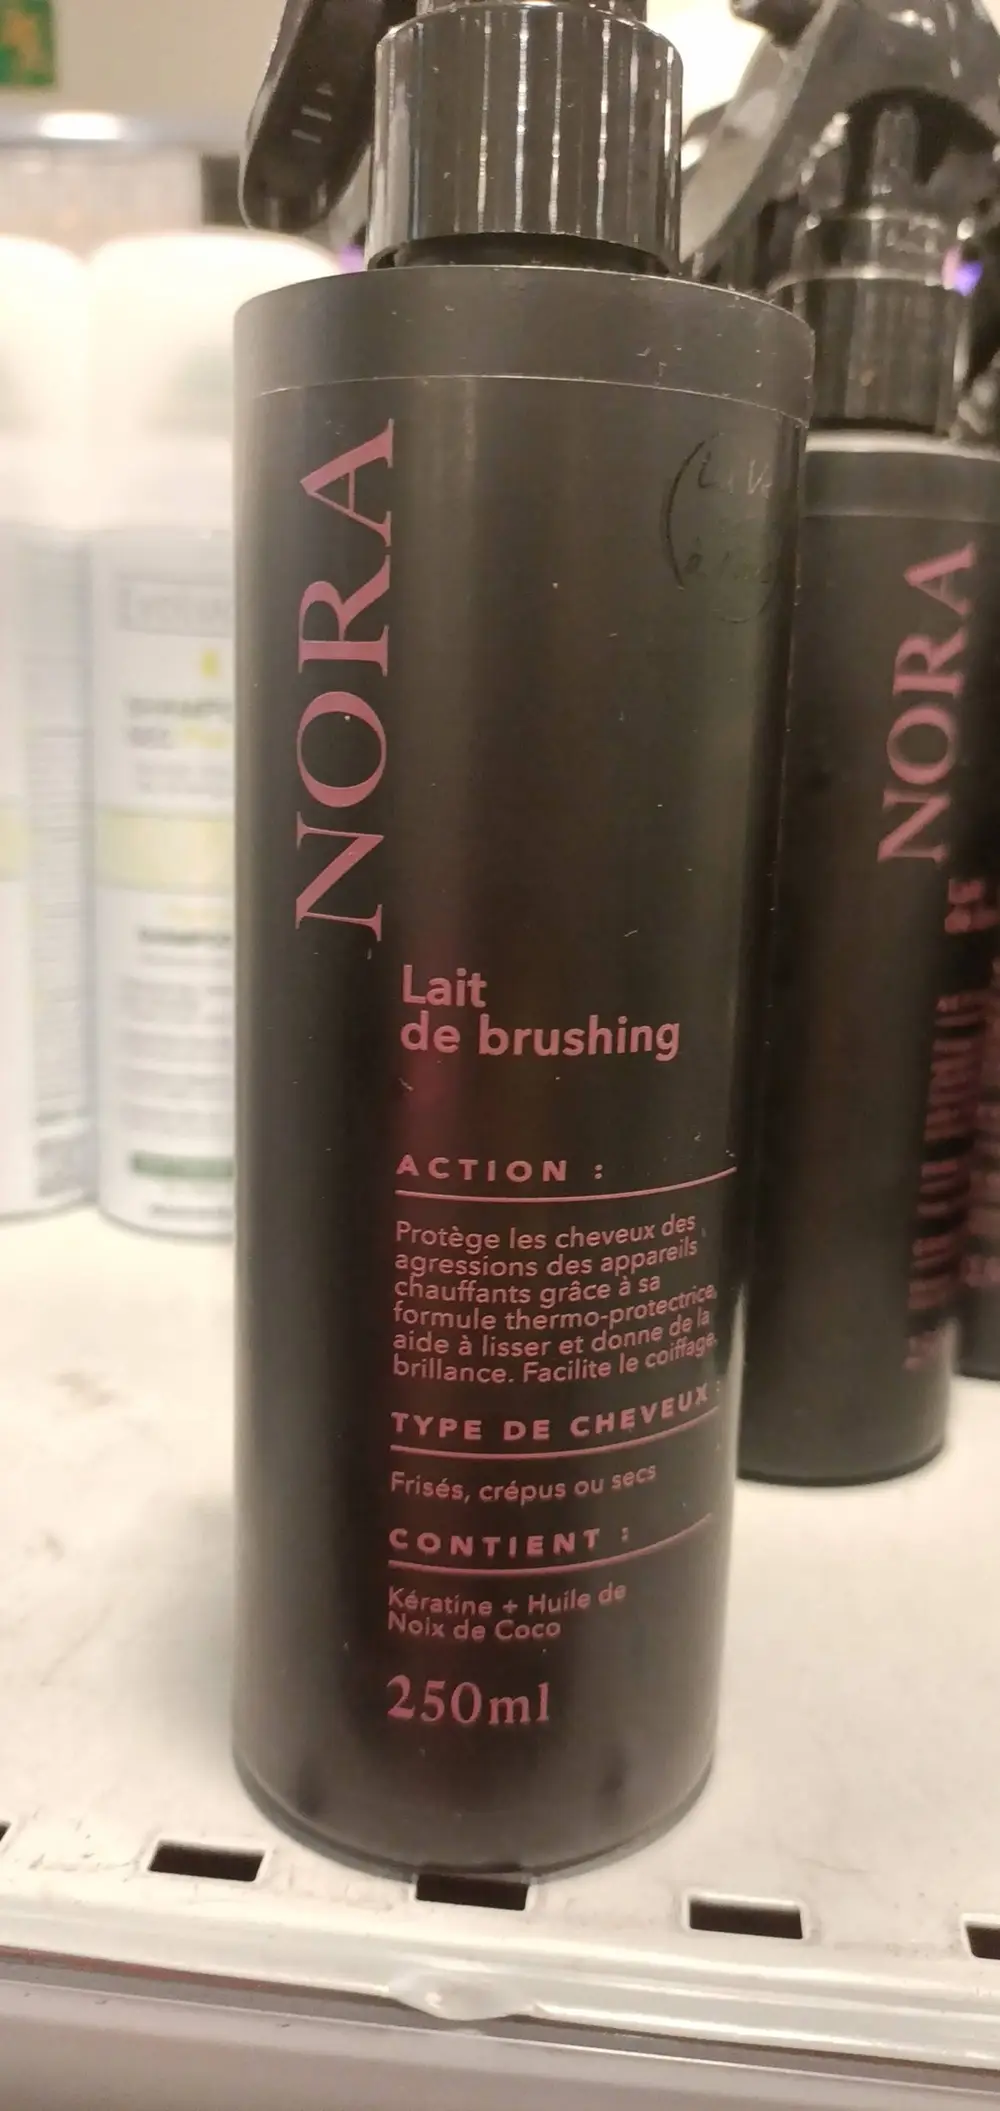 NORA
Lait
de brushing
ACTION :
Protège les cheveux des
agressions des appareils
chauffants grâce à sa
formule thermo-protectrice,
aide à lisser et donne de la
brillance. Facilite le coiffage.
TYPE DE CHEVEUX :
Frisés, crépus ou secs
CONTIENT :
Kératine + Huile de
Noix de Coco
250ml
NORA